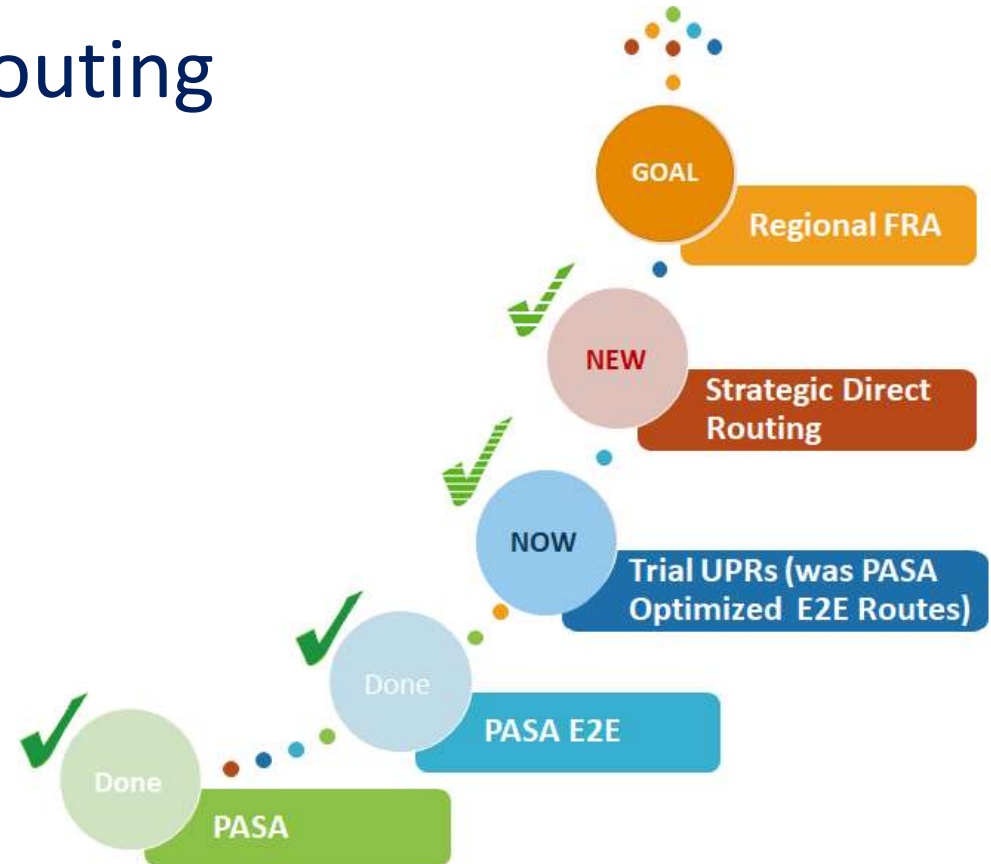 outing
GOAL
Regional FRA
NEW
Strategic Direct
Routing
NOW
Trial UPRs (was PASA
Optimized E2E Routes)
Done
PASA E2E
Done
PASA